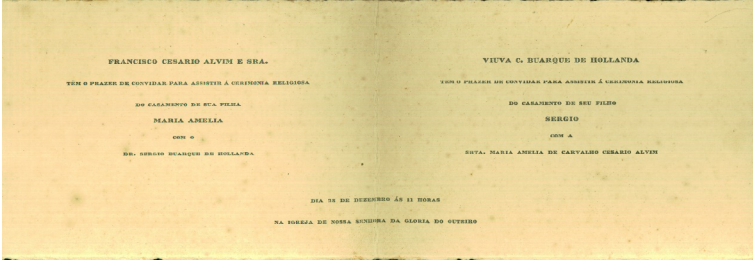 FRANCISCO CESARIO ALVIM E SRA.
TÊM O PRAZER DE CONVIDAR PARA ASSISTIR Á CERIMONIA RELIGIOSA
DO CASAMENTO DE SUA FILHA
MARIA AMELIA
COM O
DR. SERGIO BUARQUE DE HOLLANDA
VIUVA C. BUARQUE DE HOLLANDA
TEM O PRAZER DE CONVIDAR PARA ASSISTIR Á CERIMONIA RELIGIOSA
DO CASAMENTO DE SEU FILHO
SERGIO
COM A
SRTA. MARIA AMELIA DE CARVALHO CESARIO ALVIM
DIA DE DEZEMBRO ÁS 11 HORAS
NA IGREJA DE NOSSA SENHORA DA GLORIA DO OUTEIRO